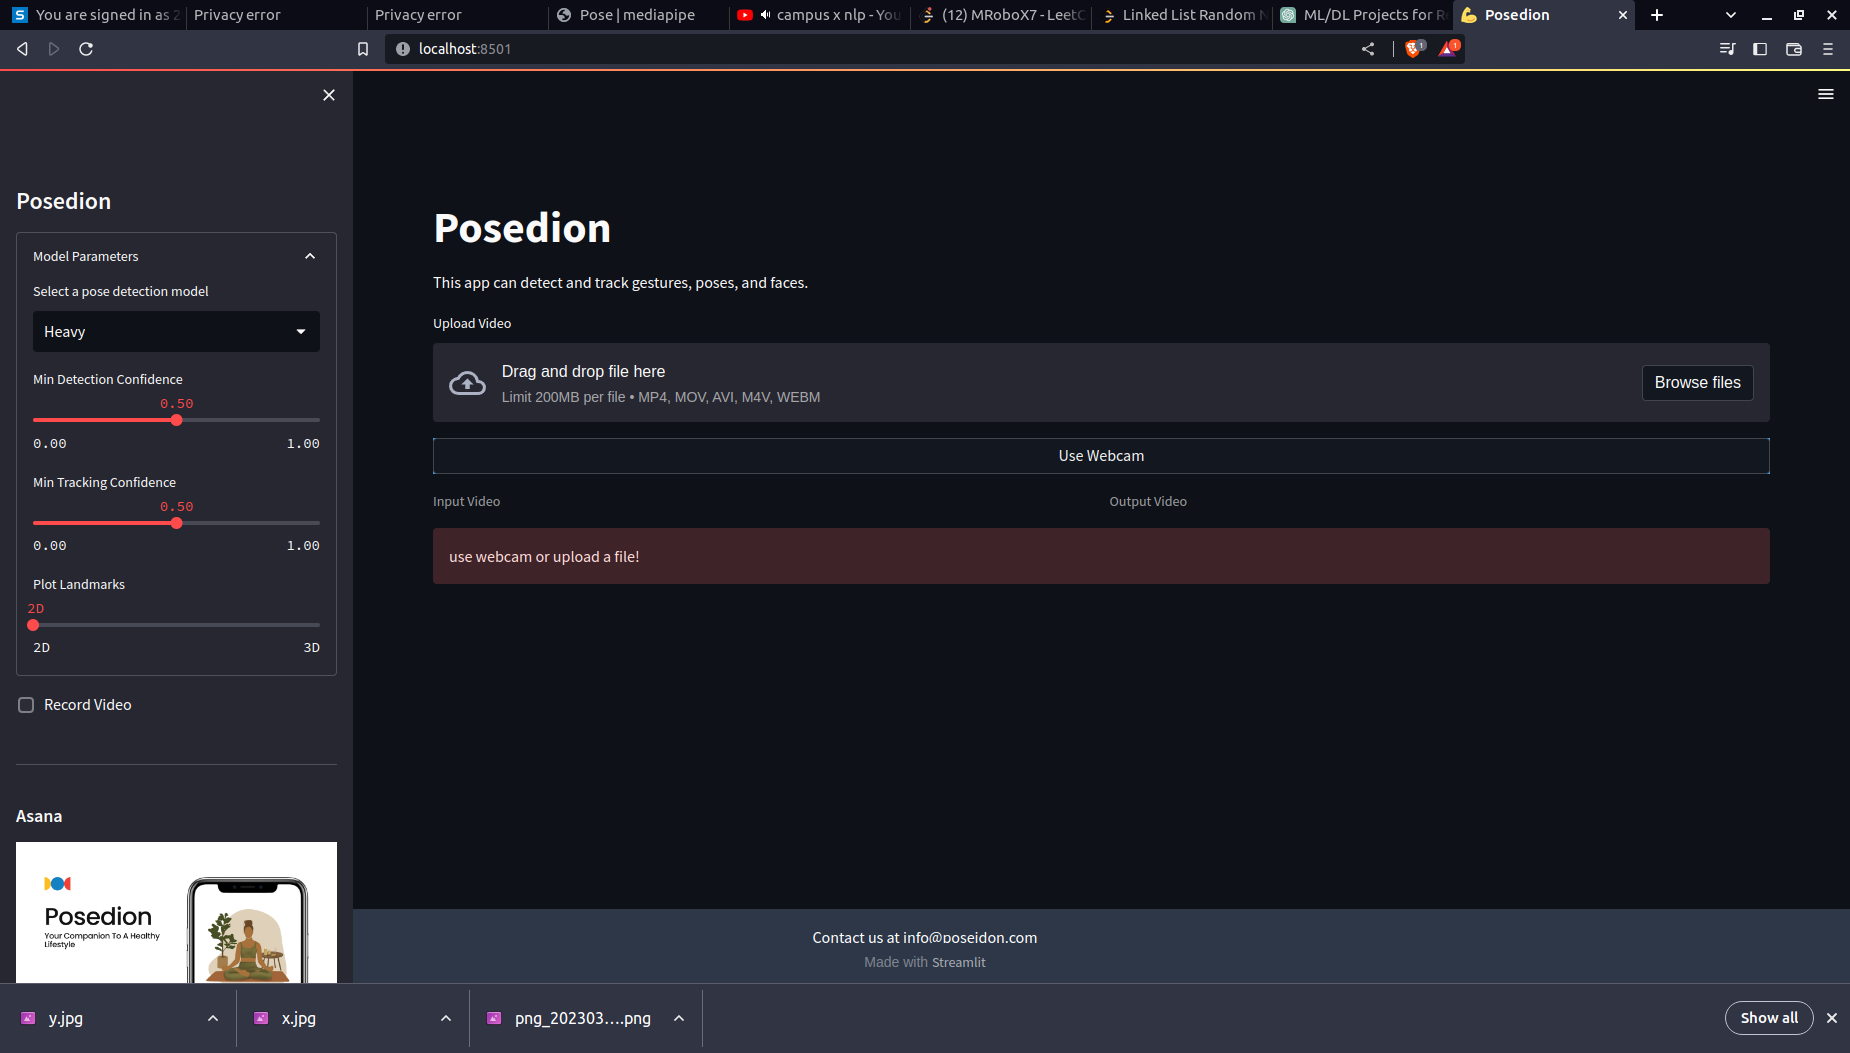 You are signed in as 2
Privacy error
Privacy error
Pose | mediapipe
campus x nlp - You
(12) MRoboX7 - LeetC
Linked List Random N
ML/DL Projects for Re
Posedion
localhost:8501
1
1
Posedion
Model Parameters
Select a pose detection model
Heavy
Min Detection Confidence
0.50
0.00 1.00
Min Tracking Confidence
0.50
0.00 1.00
Plot Landmarks
2D
2D 3D
Record Video
Asana
Posedion
Your Companion To A Healthy
Lifestyle
Posedion
This app can detect and track gestures, poses, and faces.
Upload Video
Drag and drop file here
Limit 200MB per file • MP4, MOV, AVI, M4V, WEBM
Browse files
Use Webcam
Input Video
Output Video
use webcam or upload a file!
Contact us at info@poseidon.com
Made with Streamlit
y.jpg
x.jpg
png_202303....png
Show all